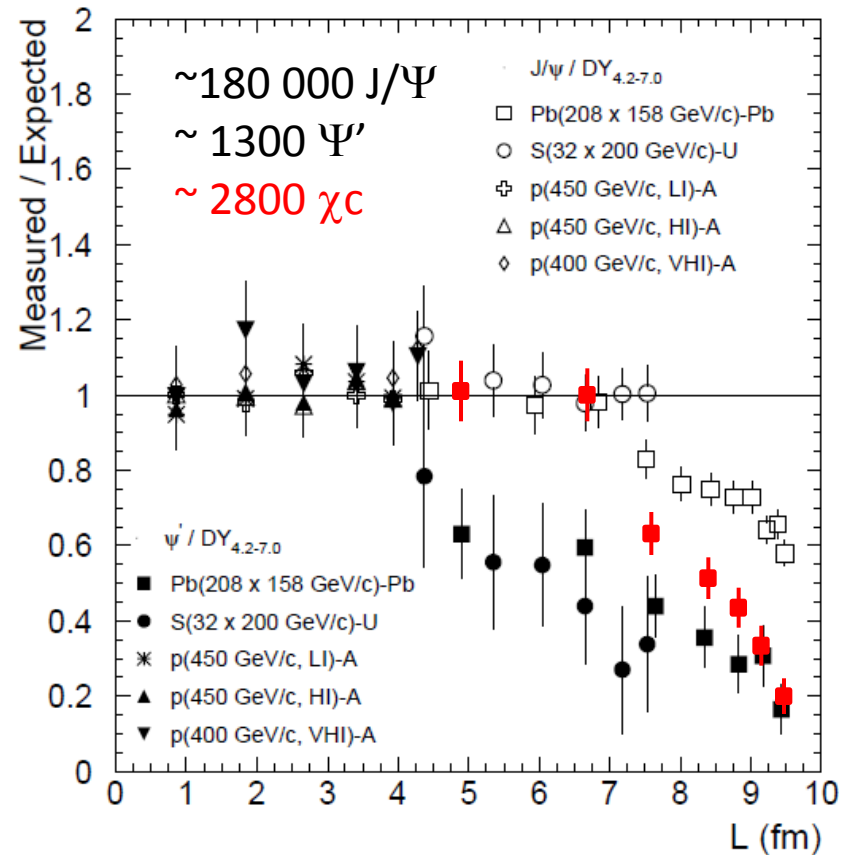 ~180 000 J/Ψ
~ 1300 Ψ’
~ 2800 χc
J/ψ / DY4.2-7.0
Pb(208 x 158 GeV/c)-Pb
S(32 x 200 GeV/c)-U
p(450 GeV/c, LI)-A
p(450 GeV/c, HI)-A
p(400 GeV/c, VHI)-A
ψ' / DY4.2-7.0
Pb(208 x 158 GeV/c)-Pb
S(32 x 200 GeV/c)-U
p(450 GeV/c, LI)-A
p(450 GeV/c, HI)-A
p(400 GeV/c, VHI)-A
Measured / Expected
2
1.8
1.6
1.4
1.2
1
0.8
0.6
0.4
0.2
0
0 1 2 3 4 5 6 7 8 9 10
L (fm)